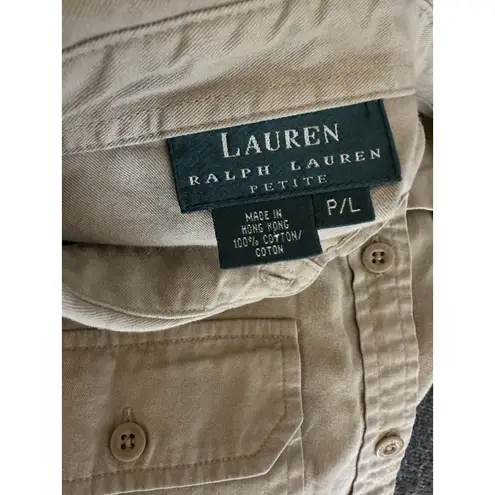 LAUREN
RALPH LAUREN
PETITE
P/L
MADE IN
HONG KONG
100% COTTON/
COTON